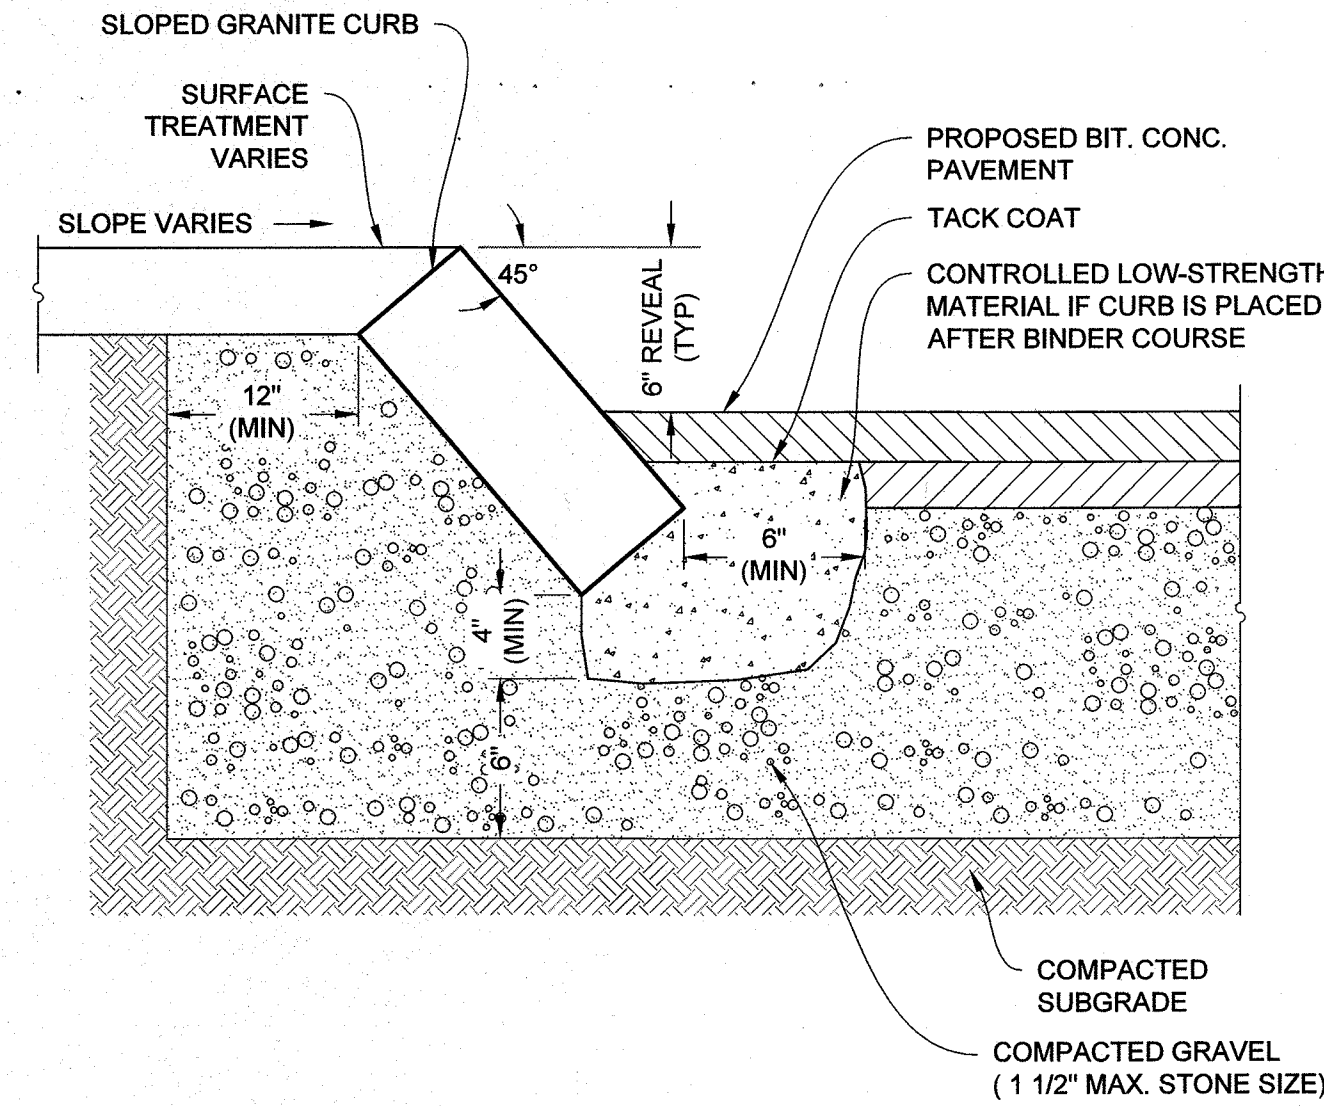 SLOPED GRANITE CURB
SURFACE
TREATMENT
VARIES
SLOPE VARIES
PROPOSED BIT. CONC.
PAVEMENT
TACK COAT
CONTROLLED LOW-STRENGTH
MATERIAL IF CURB IS PLACED
AFTER BINDER COURSE
45°
6" REVEAL
(TYP)
12"
(MIN)
6"
(MIN)
4"
(MIN)
6"
COMPACTED
SUBGRADE
COMPACTED GRAVEL
( 1 1/2" MAX. STONE SIZE)